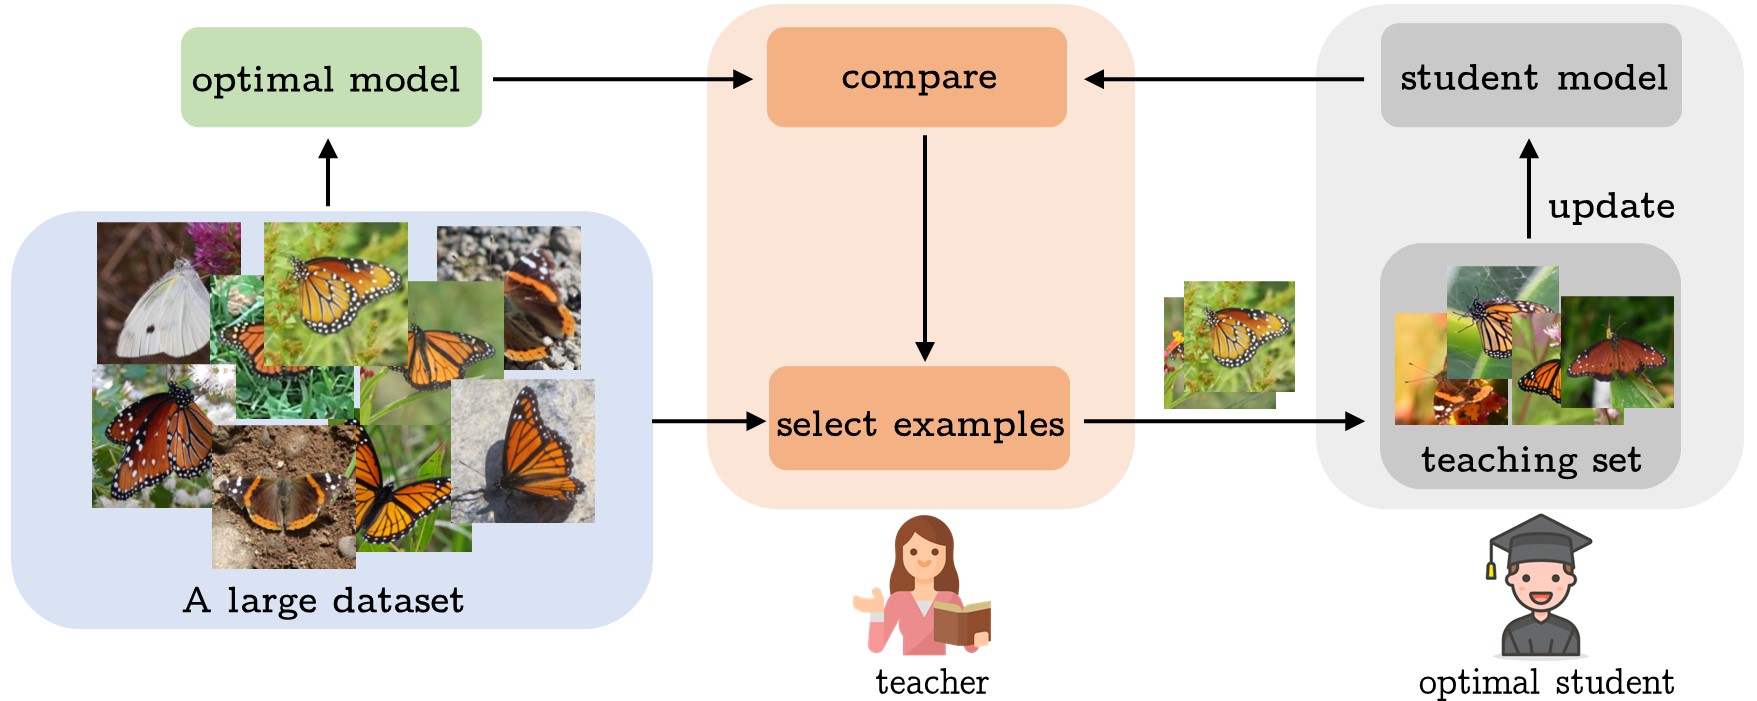 optimal model
compare
student model
update
select examples
teaching set
A large dataset
teacher
optimal student